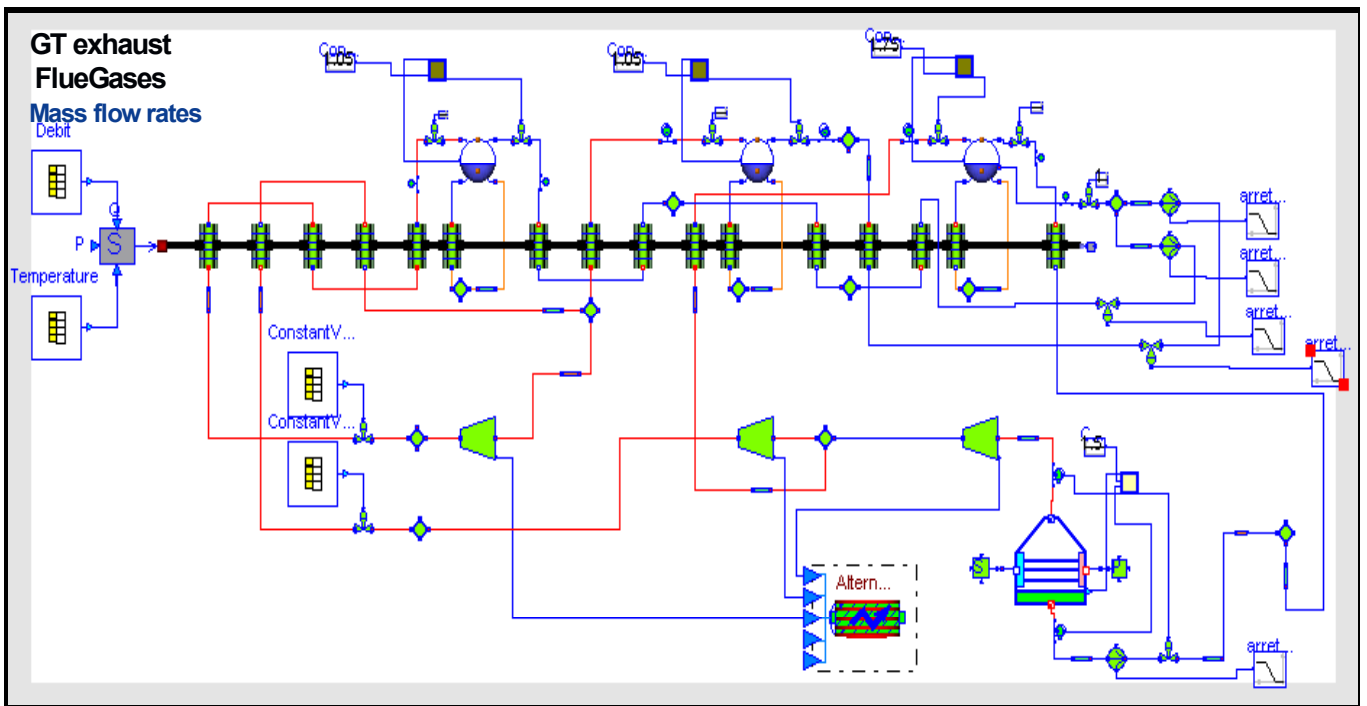 GT exhaust
FlueGases
Mass flow rates
Debit
Q
P
S
Temperature
Con...
1.05
Con...
1.05
Con...
1.75
arret...
arret...
arret...
arret...
ConstantV...
ConstantV...
C...
1.5
S
Altern...
arret...